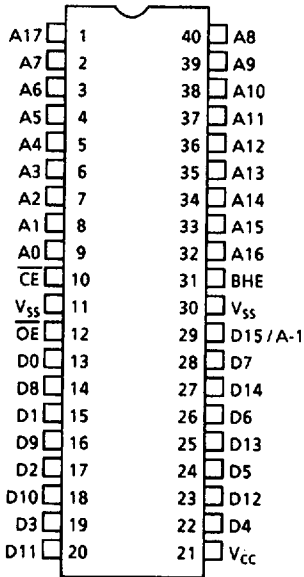 A17 1 40 A8
A7 2 39 A9
A6 3 38 A10
A5 4 37 A11
A4 5 36 A12
A3 6 35 A13
A2 7 34 A14
A1 8 33 A15
A0 9 32 A16
C̅E̅ 10 31 BHE
VSS 11 30 VSS
O̅E̅ 12 29 D15/A-1
D0 13 28 D7
D8 14 27 D14
D1 15 26 D6
D9 16 25 D13
D2 17 24 D5
D10 18 23 D12
D3 19 22 D4
D11 20 21 VCC